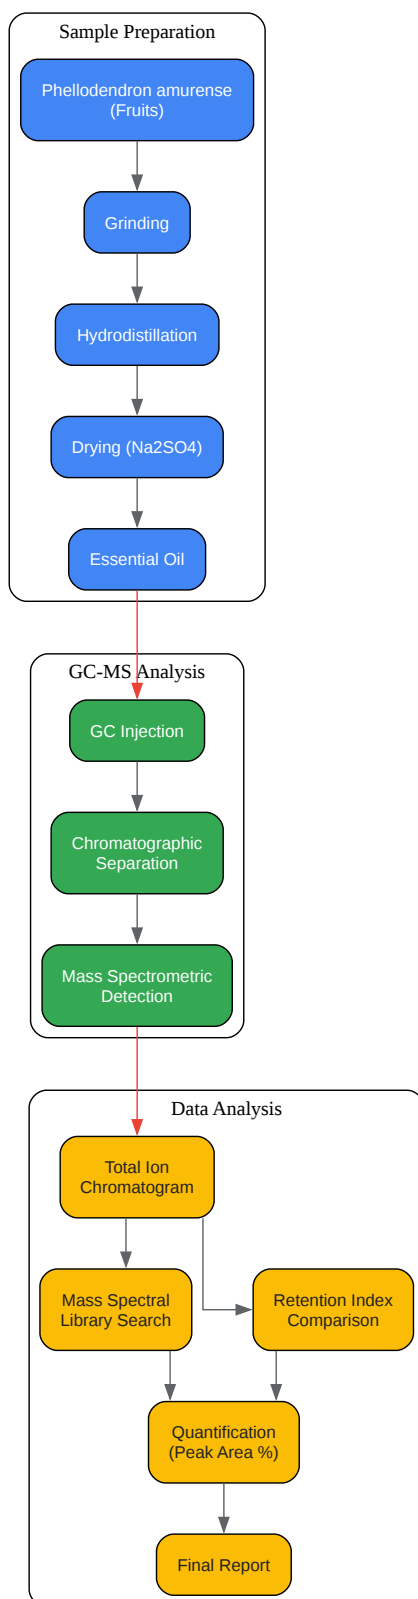 Sample Preparation
Phellodendron amurense
(Fruits)
Grinding
Hydrodistillation
Drying (Na2SO4)
Essential Oil
GC-MS Analysis
GC Injection
Chromatographic
Separation
Mass Spectrometric
Detection
Data Analysis
Total Ion
Chromatogram
Mass Spectral
Library Search
Retention Index
Comparison
Quantification
(Peak Area %)
Final Report